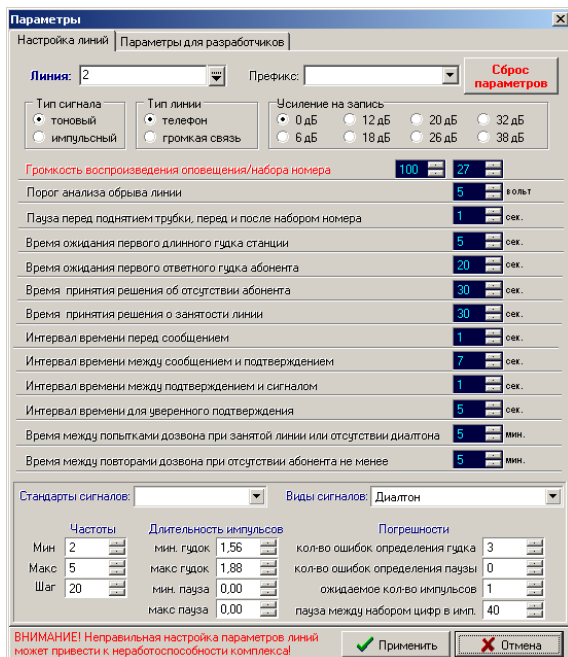 Параметры
Настройка линий Параметры для разработчиков
Линия: 2 Префикс: Сброс параметров
Тип сигнала Тип линии Усиление на запись
тоновый телефон 0 дБ 12 дБ 20 дБ 32 дБ
импульсный громкая связь 6 дБ 18 дБ 26 дБ 38 дБ
Громкость воспроизведения оповещения/набора номера 100 27
Порог анализа обрыва линии 5 вольт
Пауза перед поднятием трубки, перед и после набором номера 1 сек.
Время ожидания первого длинного гудка станции 5 сек.
Время ожидания первого ответного гудка абонента 20 сек.
Время принятия решения об отсутствии абонента 30 сек.
Время принятия решения о занятости линии 30 сек.
Интервал времени перед сообщением 1 сек.
Интервал времени между сообщением и подтверждением 7 сек.
Интервал времени между подтверждением и сигналом 1 сек.
Интервал времени для уверенного подтверждения 5 сек.
Время между попытками дозвона при занятой линии или отсутствии диалтона 5 мин.
Время между повторами дозвона при отсутствии абонента не менее 5 мин.
Стандарты сигналов: Виды сигналов: Диалтон
Частоты Длительность импульсов Погрешности
Мин 2 мин. гудок 1,56 кол-во ошибок определения гудка 3
Макс 5 макс гудок 1,88 кол-во ошибок определения паузы 0
Шаг 20 мин. пауза 0,00 ожидаемое кол-во импульсов 1
макс пауза 0,00 пауза между набором цифр в имп. 40
ВНИМАНИЕ! Неправильная настройка параметров линий
может привести к неработоспособности комплекса! Применить Отмена